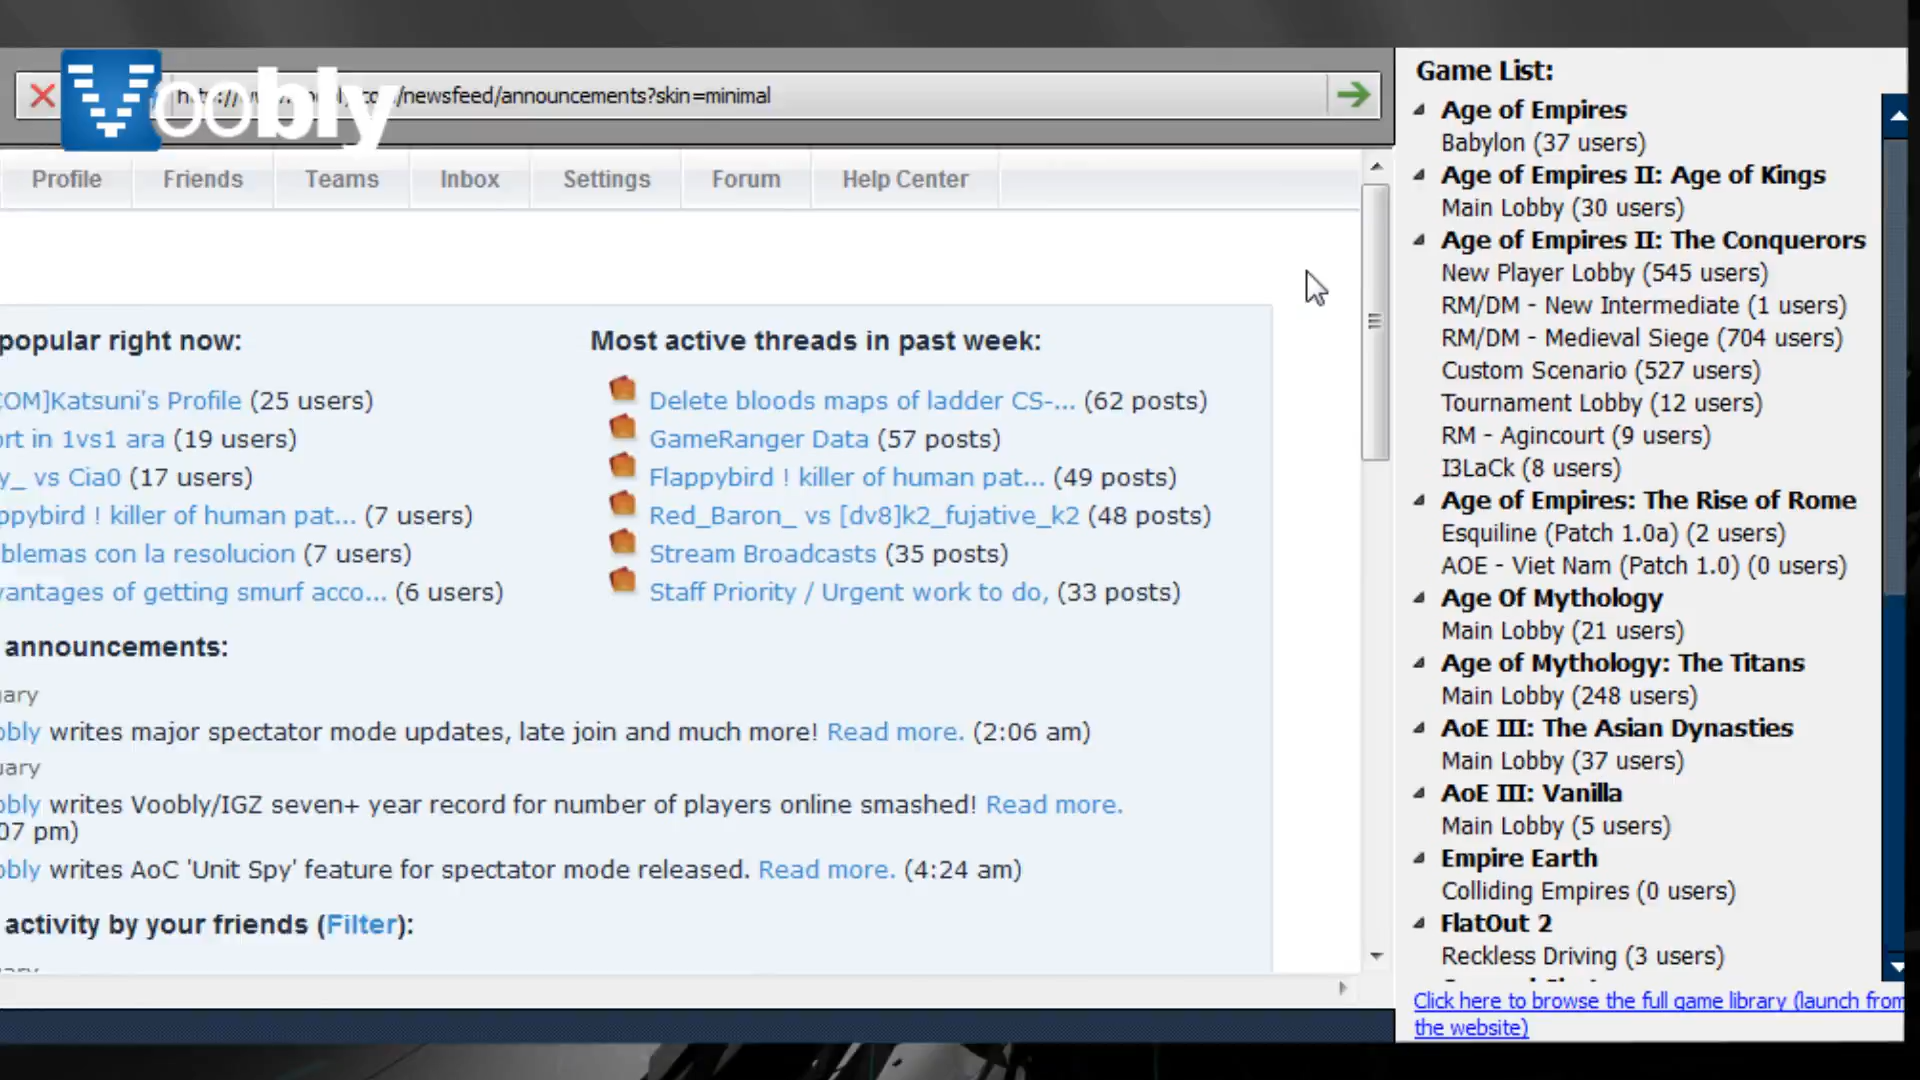 Voobly
/newsfeed/announcements?skin=minimal
Profile
Friends
Teams
Inbox
Settings
Forum
Help Center
popular right now:
COM]Katsuni's Profile (25 users)
ort in 1vs1 ara (19 users)
y_ vs Cia0 (17 users)
ppybird ! killer of human pat... (7 users)
blemas con la resolucion (7 users)
vantages of getting smurf acco... (6 users)
Most active threads in past week:
Delete bloods maps of ladder CS-... (62 posts)
GameRanger Data (57 posts)
Flappybird ! killer of human pat... (49 posts)
Red_Baron_ vs [dv8]k2_fujative_k2 (48 posts)
Stream Broadcasts (35 posts)
Staff Priority / Urgent work to do, (33 posts)
announcements:
uary
obly writes major spectator mode updates, late join and much more! Read more. (2:06 am)
uary
obly writes Voobly/IGZ seven+ year record for number of players online smashed! Read more.
07 pm)
obly writes AoC 'Unit Spy' feature for spectator mode released. Read more. (4:24 am)
activity by your friends (Filter):
Game List:
Age of Empires
Babylon (37 users)
Age of Empires II: Age of Kings
Main Lobby (30 users)
Age of Empires II: The Conquerors
New Player Lobby (545 users)
RM/DM - New Intermediate (1 users)
RM/DM - Medieval Siege (704 users)
Custom Scenario (527 users)
Tournament Lobby (12 users)
RM - Agincourt (9 users)
I3LaCk (8 users)
Age of Empires: The Rise of Rome
Esquiline (Patch 1.0a) (2 users)
AOE - Viet Nam (Patch 1.0) (0 users)
Age Of Mythology
Main Lobby (21 users)
Age of Mythology: The Titans
Main Lobby (248 users)
AoE III: The Asian Dynasties
Main Lobby (37 users)
AoE III: Vanilla
Main Lobby (5 users)
Empire Earth
Colliding Empires (0 users)
FlatOut 2
Reckless Driving (3 users)
Click here to browse the full game library (launch from
the website)